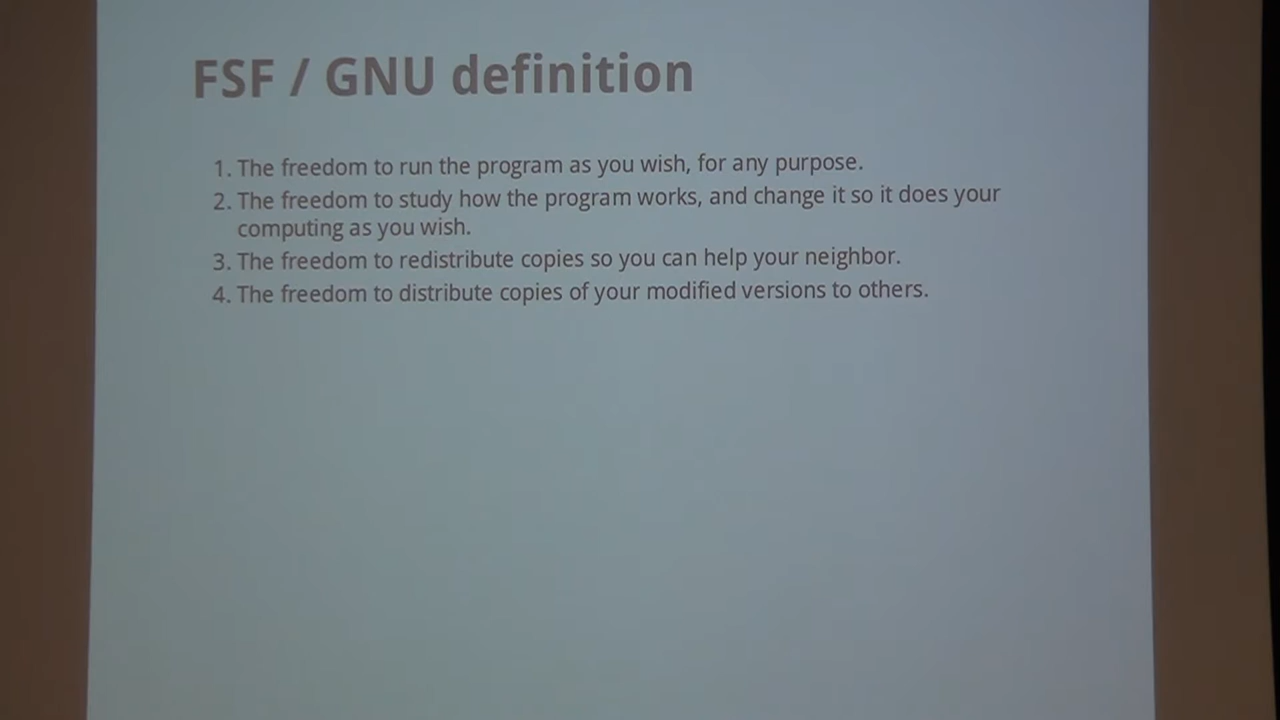 FSF / GNU definition
1. The freedom to run the program as you wish, for any purpose.
2. The freedom to study how the program works, and change it so it does your
computing as you wish.
3. The freedom to redistribute copies so you can help your neighbor.
4. The freedom to distribute copies of your modified versions to others.